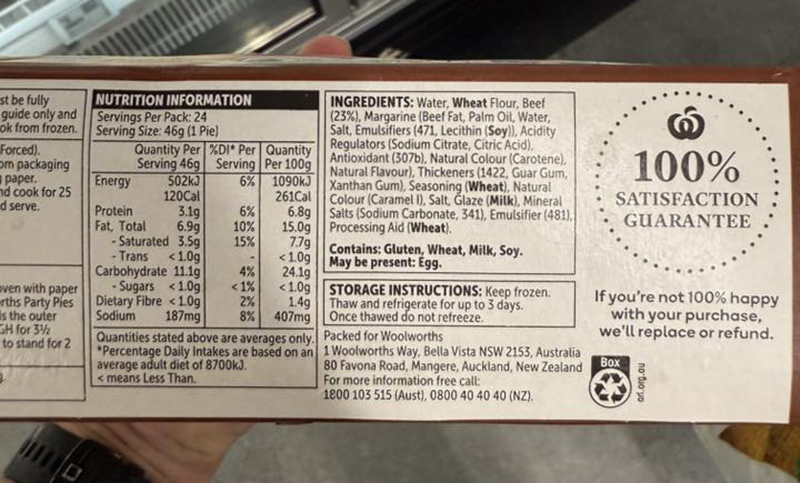 st be fully
guide only and
ok from frozen.
Forced).
om packaging
paper.
nd cook for 25
d serve.
oven with paper
rths Party Pies
s the outer
GH for 3½
to stand for 2
NUTRITION INFORMATION
Servings Per Pack: 24
Serving Size: 46g (1 Pie)
Quantity Per Serving 46g %DI* Per Serving Quantity Per 100g
Energy 502kJ 6% 1090kJ
120Cal 261Cal
Protein 3.1g 6% 6.8g
Fat, Total 6.9g 10% 15.0g
- Saturated 3.5g 15% 7.7g
- Trans <1.0g - <1.0g
Carbohydrate 11.1g 4% 24.1g
- Sugars <1.0g <1% <1.0g
Dietary Fibre <1.0g 2% 1.4g
Sodium 187mg 8% 407mg
Quantities stated above are averages only.
*Percentage Daily Intakes are based on an
average adult diet of 8700kJ.
< means Less Than.
INGREDIENTS: Water, Wheat Flour, Beef
(23%), Margarine (Beef Fat, Palm Oil, Water,
Salt, Emulsifiers (471, Lecithin (Soy)), Acidity
Regulators (Sodium Citrate, Citric Acid),
Antioxidant (307b), Natural Colour (Carotene),
Natural Flavour), Thickeners (1422, Guar Gum,
Xanthan Gum), Seasoning (Wheat), Natural
Colour (Caramel I), Salt, Glaze (Milk), Mineral
Salts (Sodium Carbonate, 341), Emulsifier (481),
Processing Aid (Wheat).
Contains: Gluten, Wheat, Milk, Soy.
May be present: Egg.
STORAGE INSTRUCTIONS: Keep frozen.
Thaw and refrigerate for up to 3 days.
Once thawed do not refreeze.
Packed for Woolworths
1 Woolworths Way, Bella Vista NSW 2153, Australia
80 Favona Road, Mangere, Auckland, New Zealand
For more information free call:
1800 103 515 (Aust), 0800 40 40 40 (NZ).
100%
SATISFACTION
GUARANTEE
If you're not 100% happy
with your purchase,
we'll replace or refund.
Box
arl.org.au